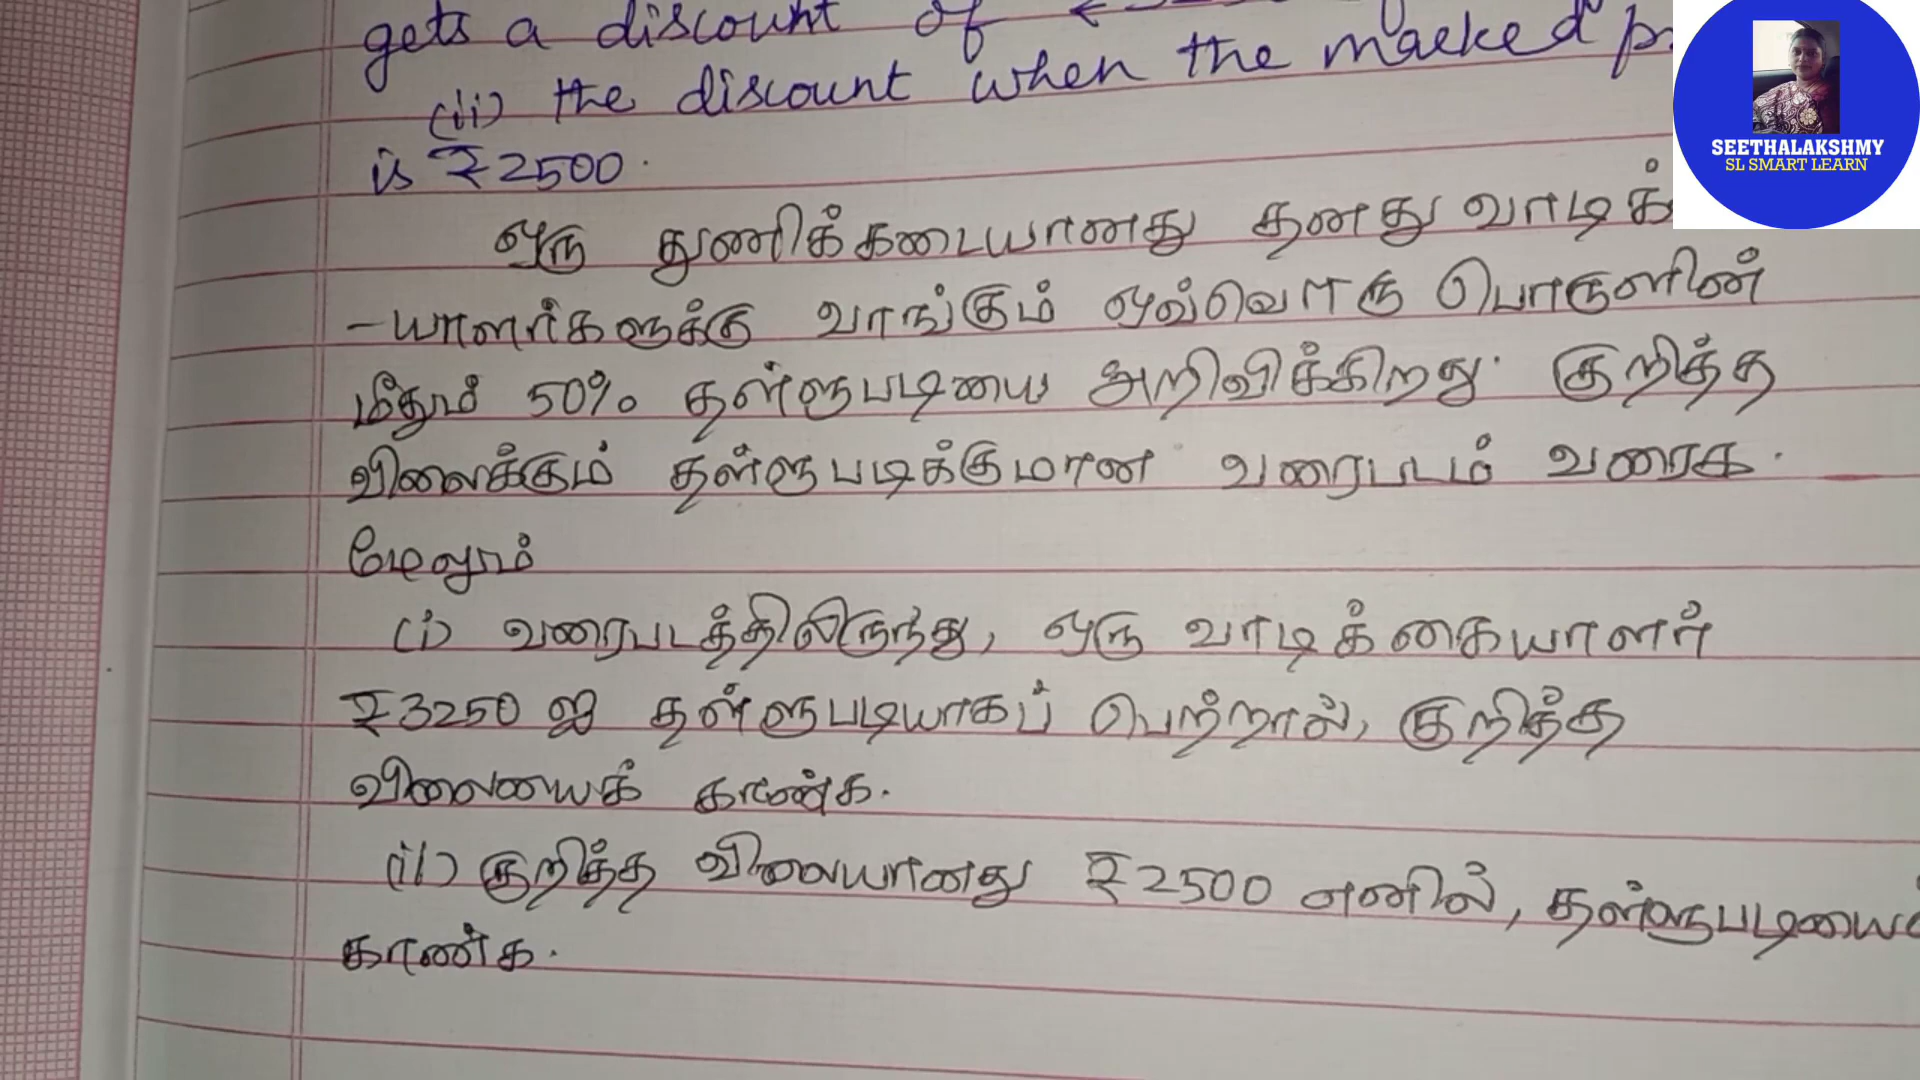 gets a discount of
(ii) the discount when the marked
is ₹2500.
ஒரு துணிக்கடையானது தனது வாடிக்
-யாளர்களுக்கு வாங்கும் ஒவ்வொரு பொருளின்
மீதும் 50% தள்ளுபடியை அறிவிக்கிறது. குறித்த
விலைக்கும் தள்ளுபடிக்குமான வரைபடம் வரைக.
மேலும்
(i) வரைபடத்திலிருந்து, ஒரு வாடிக்கையாளர்
₹3250 ஐ தள்ளுபடியாகப் பெற்றால், குறித்த
விலையைக் காண்க.
(ii) குறித்த விலையானது ₹2500 எனில், தள்ளுபடியை
காண்க.
SEETHALAKSHMY
SL SMART LEARN